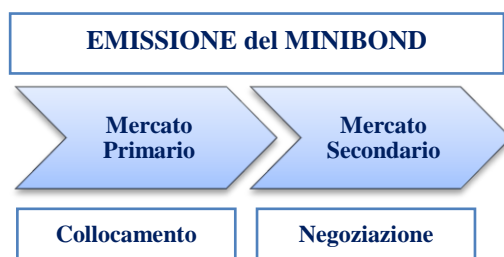 EMISSIONE del MINIBOND
Mercato
Primario
Mercato
Secondario
Collocamento
Negoziazione